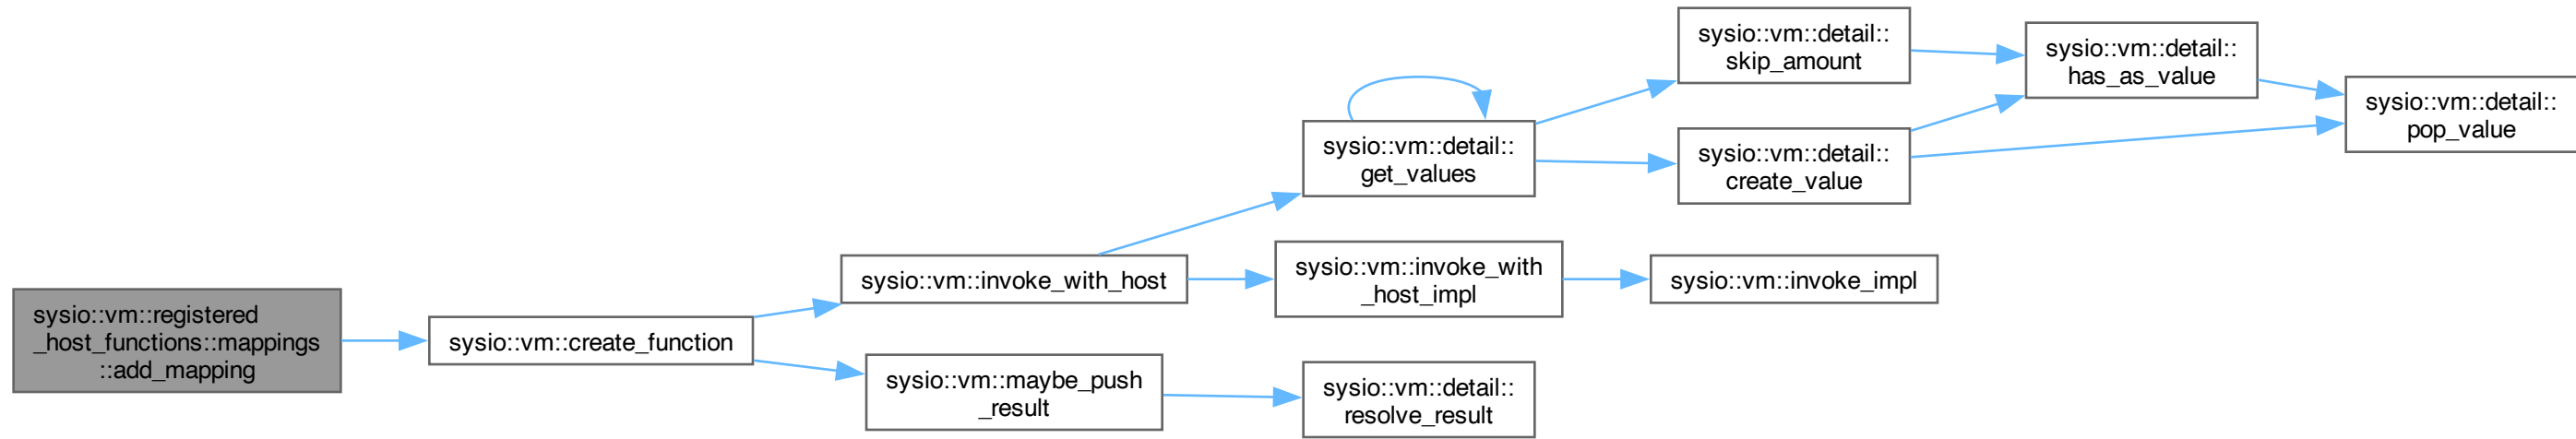 sysio::vm::registered
_host_functions::mappings
::add_mapping
sysio::vm::create_function
sysio::vm::invoke_with_host
sysio::vm::maybe_push
_result
sysio::vm::detail::
get_values
sysio::vm::invoke_with
_host_impl
sysio::vm::detail::
resolve_result
sysio::vm::detail::
skip_amount
sysio::vm::detail::
create_value
sysio::vm::invoke_impl
sysio::vm::detail::
has_as_value
sysio::vm::detail::
pop_value